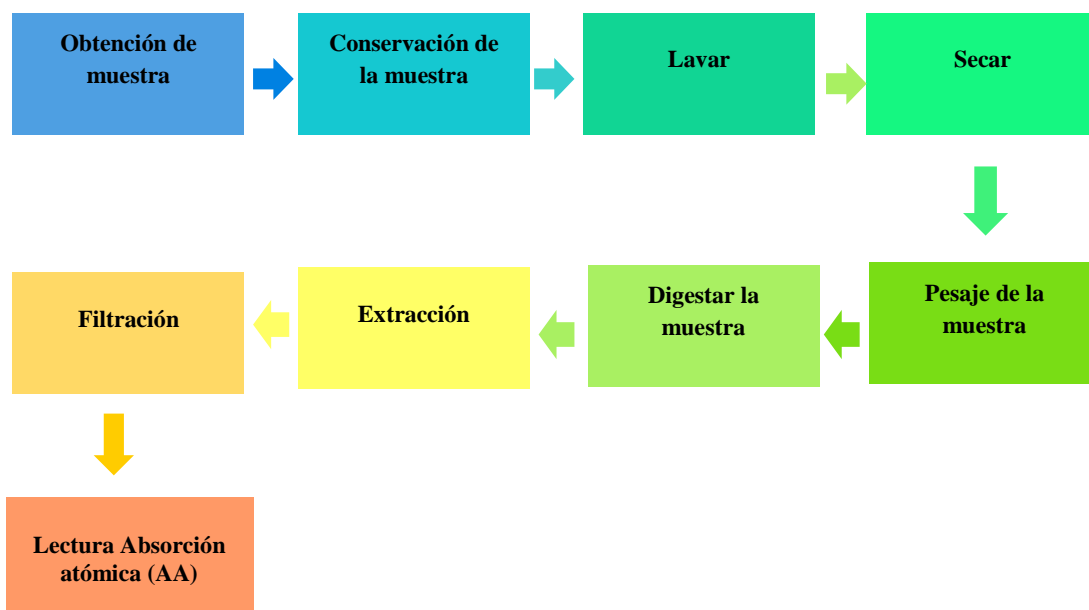 Obtención de
muestra
Conservación de
la muestra
Lavar
Secar
Pesaje de la
muestra
Digestar la
muestra
Extracción
Filtración
Lectura Absorción
atómica (AA)